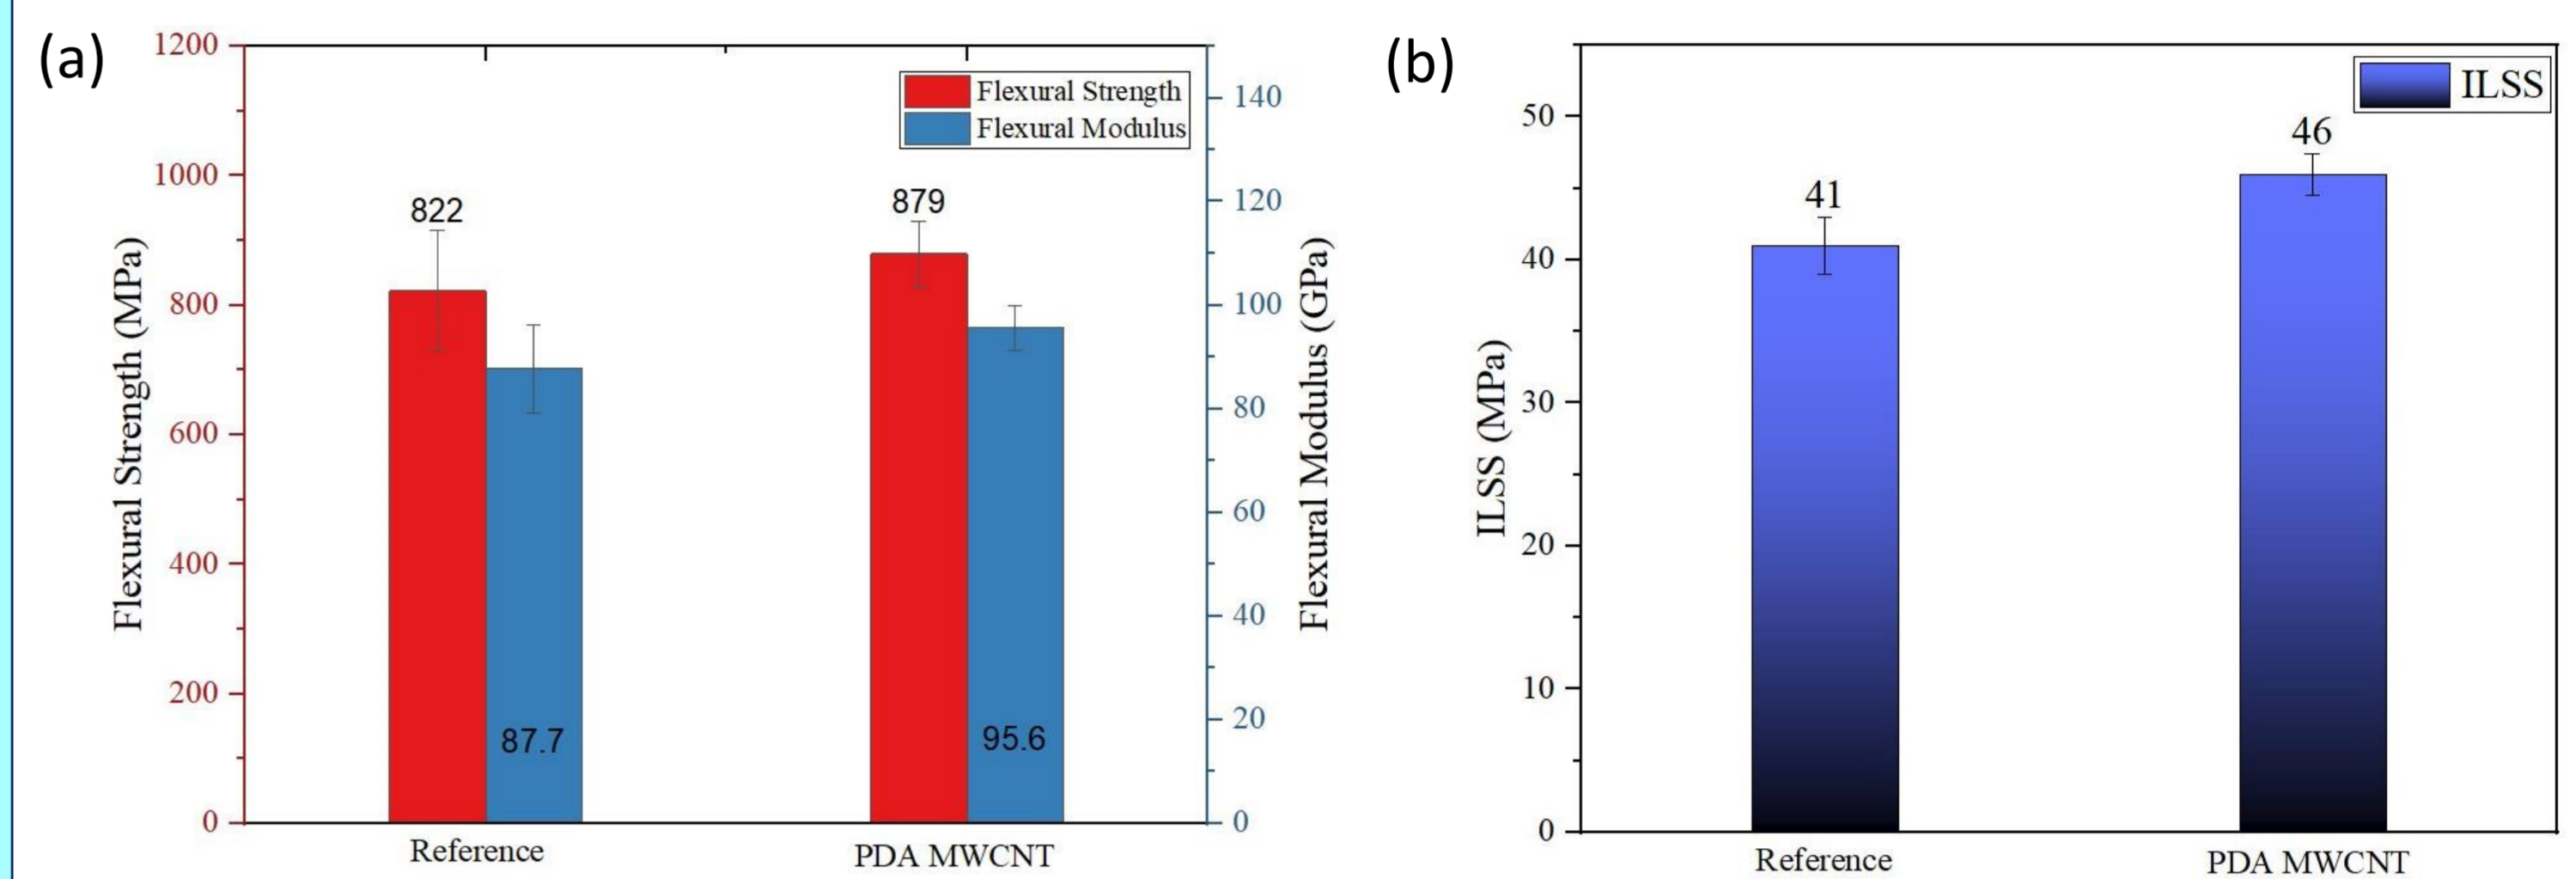 (a)
Flexural Strength (MPa)
1200
1000
800
600
400
200
0
Flexural Strength
Flexural Modulus
822
879
87.7
95.6
Reference
PDA MWCNT
140
120
100
80
60
40
20
0
Flexural Modulus (GPa)
(b)
ILSS (MPa)
50
40
30
20
10
0
ILSS
41
46
Reference
PDA MWCNT